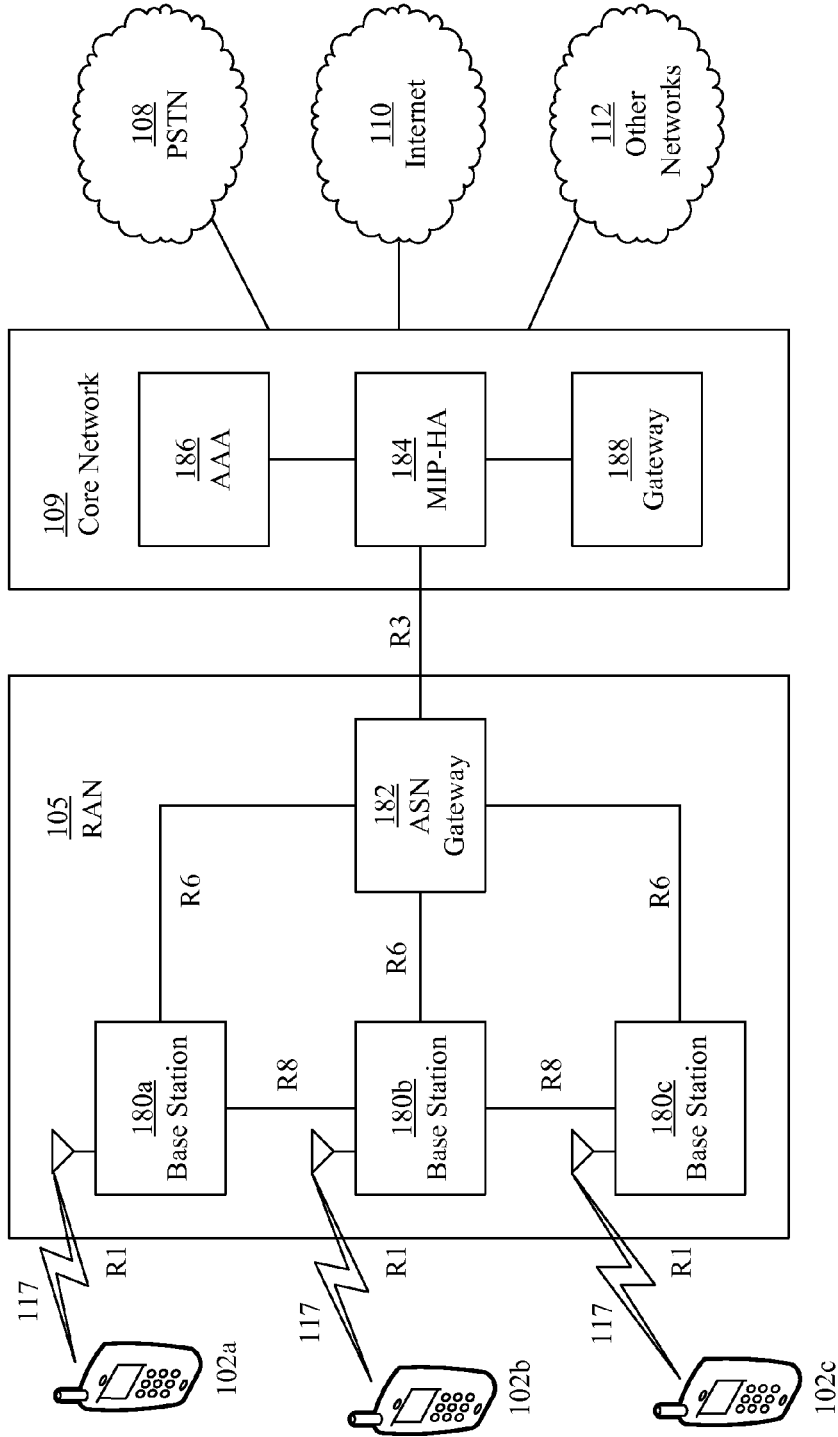 102a
102b
102c
117
117
117
R1
R1
R1
105
RAN
180a
Base Station
180b
Base Station
180c
Base Station
R8
R8
R6
R6
R6
182
ASN
Gateway
R3
109
Core Network
186
AAA
184
MIP-HA
188
Gateway
108
PSTN
110
Internet
112
Other
Networks